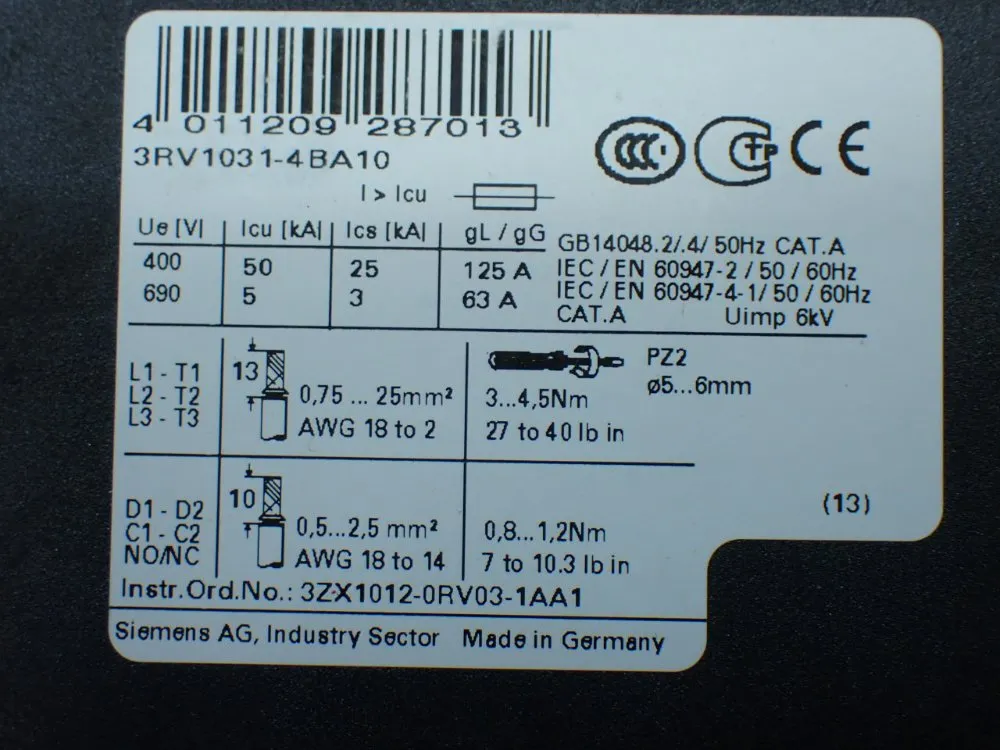 4 011209 287013
3RV1031-4BA10
I > Icu
Ue [V] Icu [kA] Ics [kA] gL / gG
400 50 25 125 A
690 5 3 63 A
GB14048.2/.4/ 50Hz CAT.A
IEC / EN 60947-2 / 50 / 60Hz
IEC / EN 60947-4-1/ 50 / 60Hz
CAT.A Uimp 6kV
L1 - T1
L2 - T2
L3 - T3
13
0,75 ... 25mm²
AWG 18 to 2
PZ2
ø5...6mm
3...4,5Nm
27 to 40 lb in
D1 - D2
C1 - C2
NO/NC
10
0,5...2,5 mm²
AWG 18 to 14
0,8...1,2Nm
7 to 10.3 lb in
(13)
Instr.Ord.No.: 3ZX1012-0RV03-1AA1
Siemens AG, Industry Sector Made in Germany
CCC
TP
CE